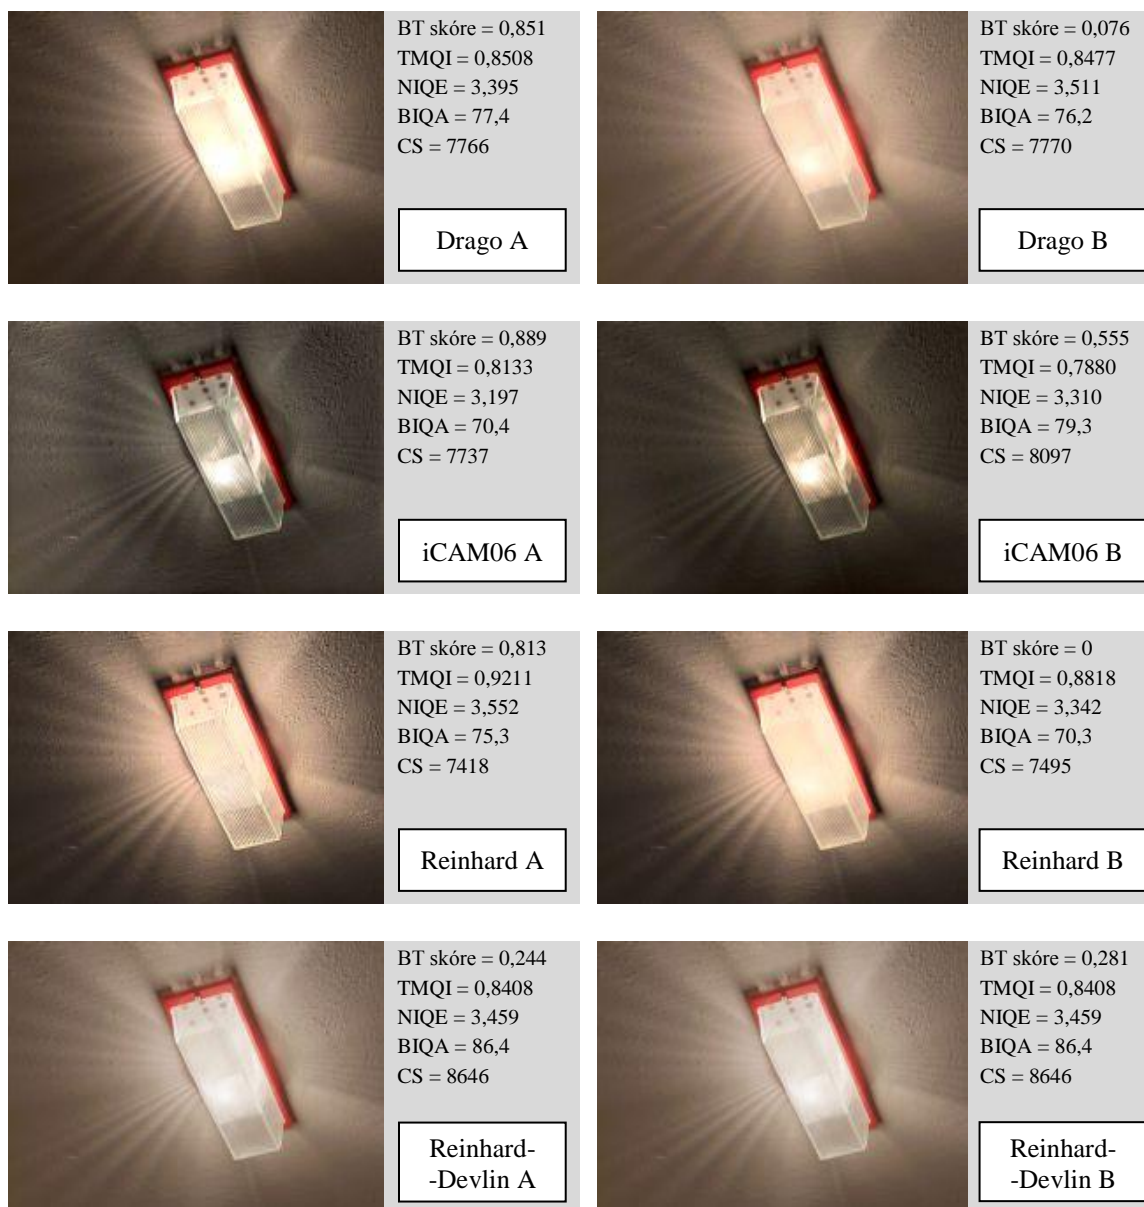 BT skóre = 0,851
TMQI = 0,8508
NIQE = 3,395
BIQA = 77,4
CS = 7766
Drago A
BT skóre = 0,076
TMQI = 0,8477
NIQE = 3,511
BIQA = 76,2
CS = 7770
Drago B
BT skóre = 0,889
TMQI = 0,8133
NIQE = 3,197
BIQA = 70,4
CS = 7737
iCAM06 A
BT skóre = 0,555
TMQI = 0,7880
NIQE = 3,310
BIQA = 79,3
CS = 8097
iCAM06 B
BT skóre = 0,813
TMQI = 0,9211
NIQE = 3,552
BIQA = 75,3
CS = 7418
Reinhard A
BT skóre = 0
TMQI = 0,8818
NIQE = 3,342
BIQA = 70,3
CS = 7495
Reinhard B
BT skóre = 0,244
TMQI = 0,8408
NIQE = 3,459
BIQA = 86,4
CS = 8646
Reinhard-
-Devlin A
BT skóre = 0,281
TMQI = 0,8408
NIQE = 3,459
BIQA = 86,4
CS = 8646
Reinhard-
-Devlin B